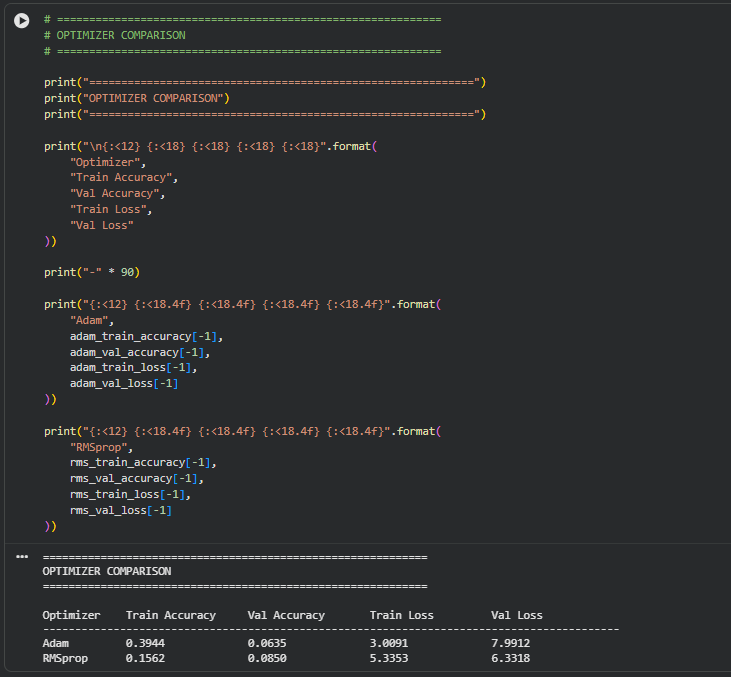 # ============================================================
# OPTIMIZER COMPARISON
# ============================================================
print("============================================================")
print("OPTIMIZER COMPARISON")
print("============================================================")
print("\n{:<12} {:<18} {:<18} {:<18} {:<18}".format(
"Optimizer",
"Train Accuracy",
"Val Accuracy",
"Train Loss",
"Val Loss"
))
print("-" * 90)
print("{:<12} {:<18.4f} {:<18.4f} {:<18.4f} {:<18.4f}".format(
"Adam",
adam_train_accuracy[-1],
adam_val_accuracy[-1],
adam_train_loss[-1],
adam_val_loss[-1]
))
print("{:<12} {:<18.4f} {:<18.4f} {:<18.4f} {:<18.4f}".format(
"RMSprop",
rms_train_accuracy[-1],
rms_val_accuracy[-1],
rms_train_loss[-1],
rms_val_loss[-1]
))
============================================================
OPTIMIZER COMPARISON
============================================================
Optimizer Train Accuracy Val Accuracy Train Loss Val Loss
------------------------------------------------------------------------------------------
Adam 0.3944 0.0635 3.0091 7.9912
RMSprop 0.1562 0.0850 5.3353 6.3318